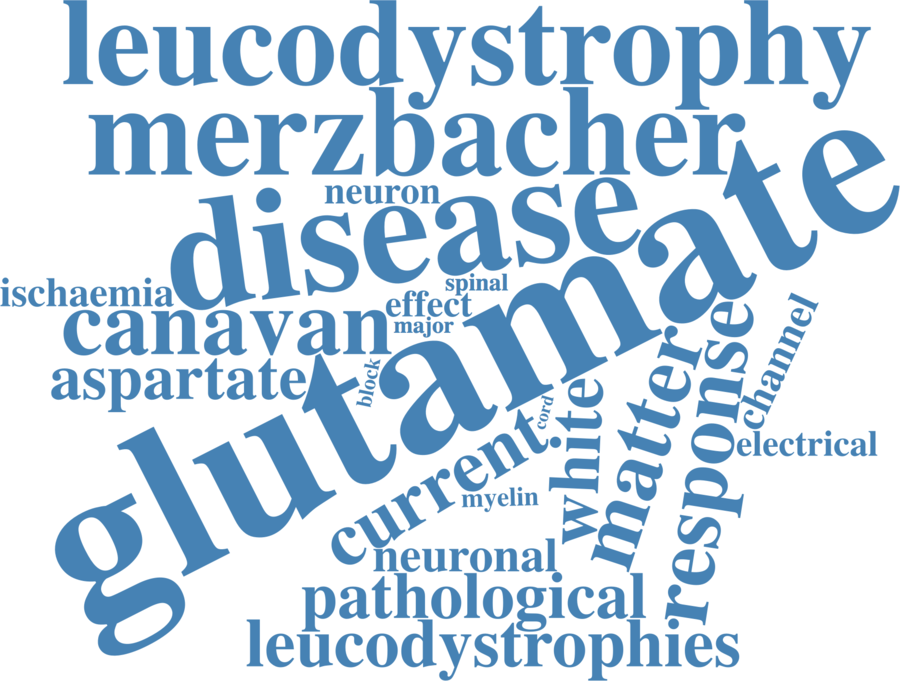 leucodystrophy
merzbacher
neuron
disease
glutamate
ischaemia
spinal
effect
canavan
major
aspartate
block
channel
cord
white
matter
response
current
electrical
myelin
neuronal
pathological
leucodystrophies